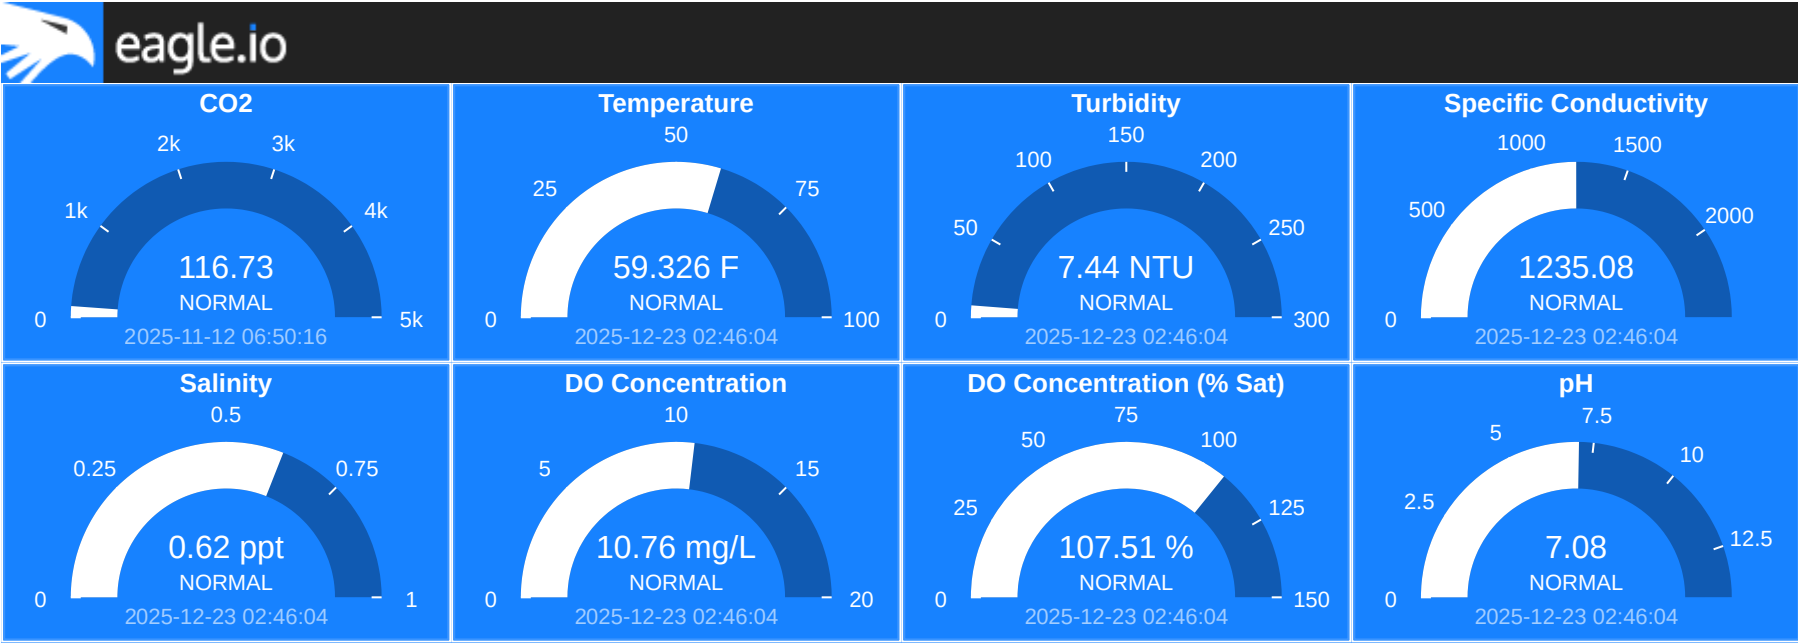 eagle.io
CO2
2k
3k
1k
4k
116.73
NORMAL
0
5k
2025-11-12 06:50:16
Temperature
50
25
75
59.326 F
NORMAL
0
100
2025-12-23 02:46:04
Turbidity
150
100
200
50
250
7.44 NTU
NORMAL
0
300
2025-12-23 02:46:04
Specific Conductivity
1000
1500
500
2000
1235.08
NORMAL
0
2025-12-23 02:46:04
Salinity
0.5
0.25
0.75
0.62 ppt
NORMAL
0
1
2025-12-23 02:46:04
DO Concentration
10
5
15
10.76 mg/L
NORMAL
0
20
2025-12-23 02:46:04
DO Concentration (% Sat)
75
50
100
25
125
107.51 %
NORMAL
0
150
2025-12-23 02:46:04
pH
7.5
5
10
2.5
12.5
7.08
NORMAL
0
2025-12-23 02:46:04